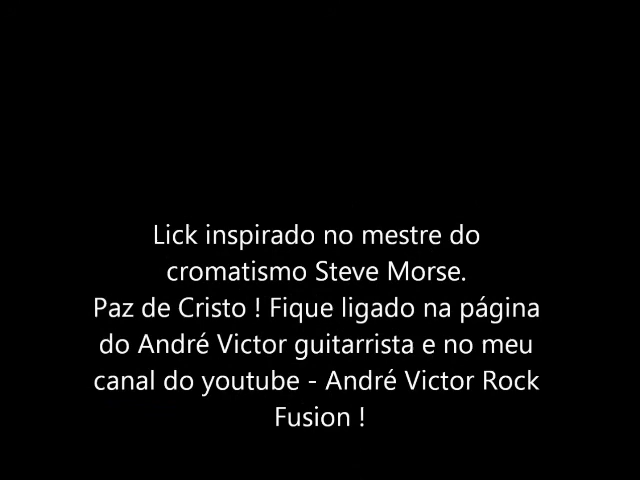 Lick inspirado no mestre do
cromatismo Steve Morse.
Paz de Cristo ! Fique ligado na página
do André Victor guitarrista e no meu
canal do youtube - André Victor Rock
Fusion !